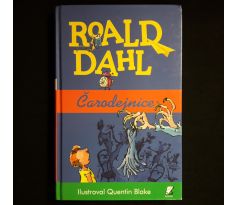 ROALD
DAHL
Čarodejnice
Ilustroval Quentin Blake